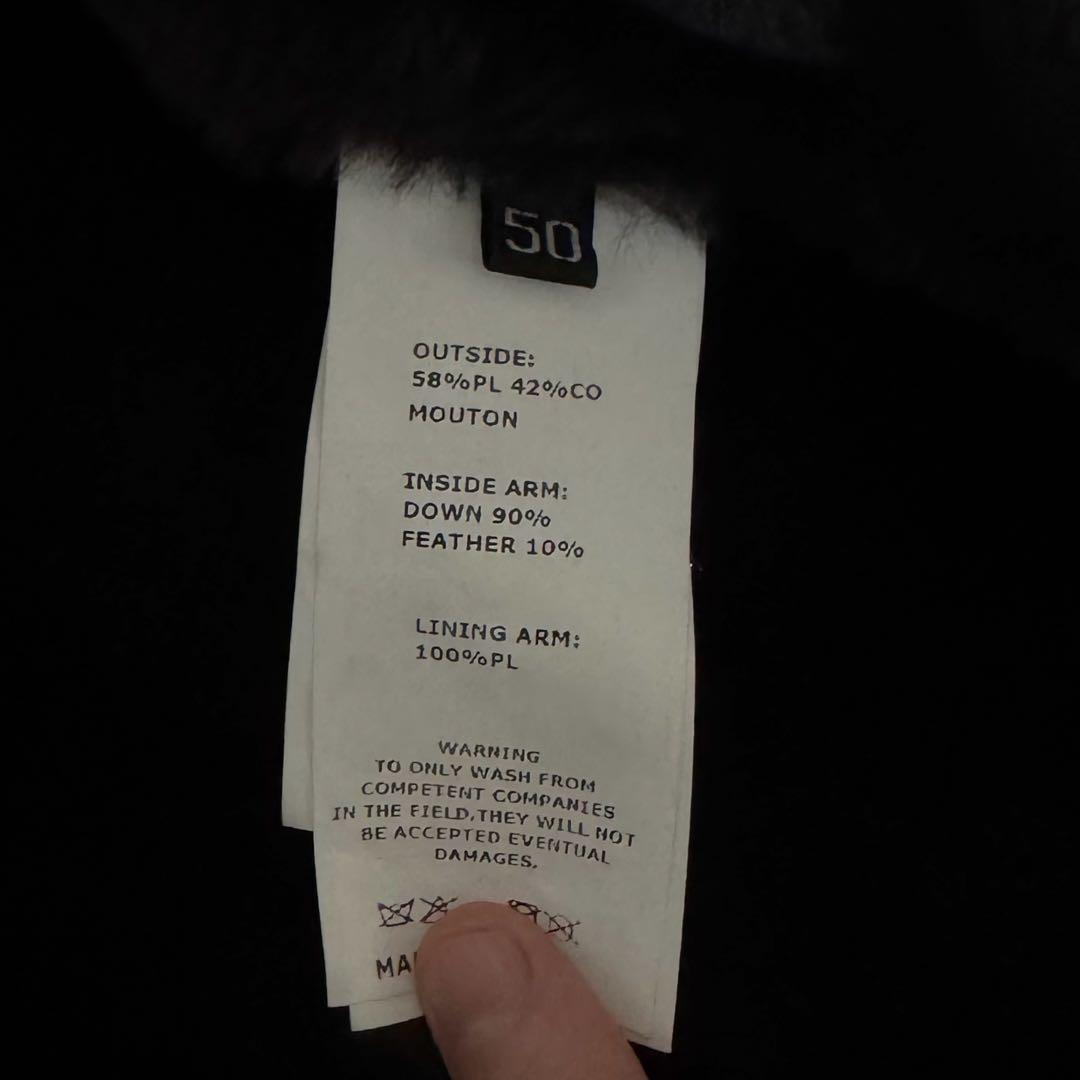 50
OUTSIDE:
58%PL 42%CO
MOUTON
INSIDE ARM:
DOWN 90%
FEATHER 10%
LINING ARM:
100%PL
WARNING
TO ONLY WASH FROM
COMPETENT COMPANIES
IN THE FIELD.THEY WILL NOT
BE ACCEPTED EVENTUAL
DAMAGES.